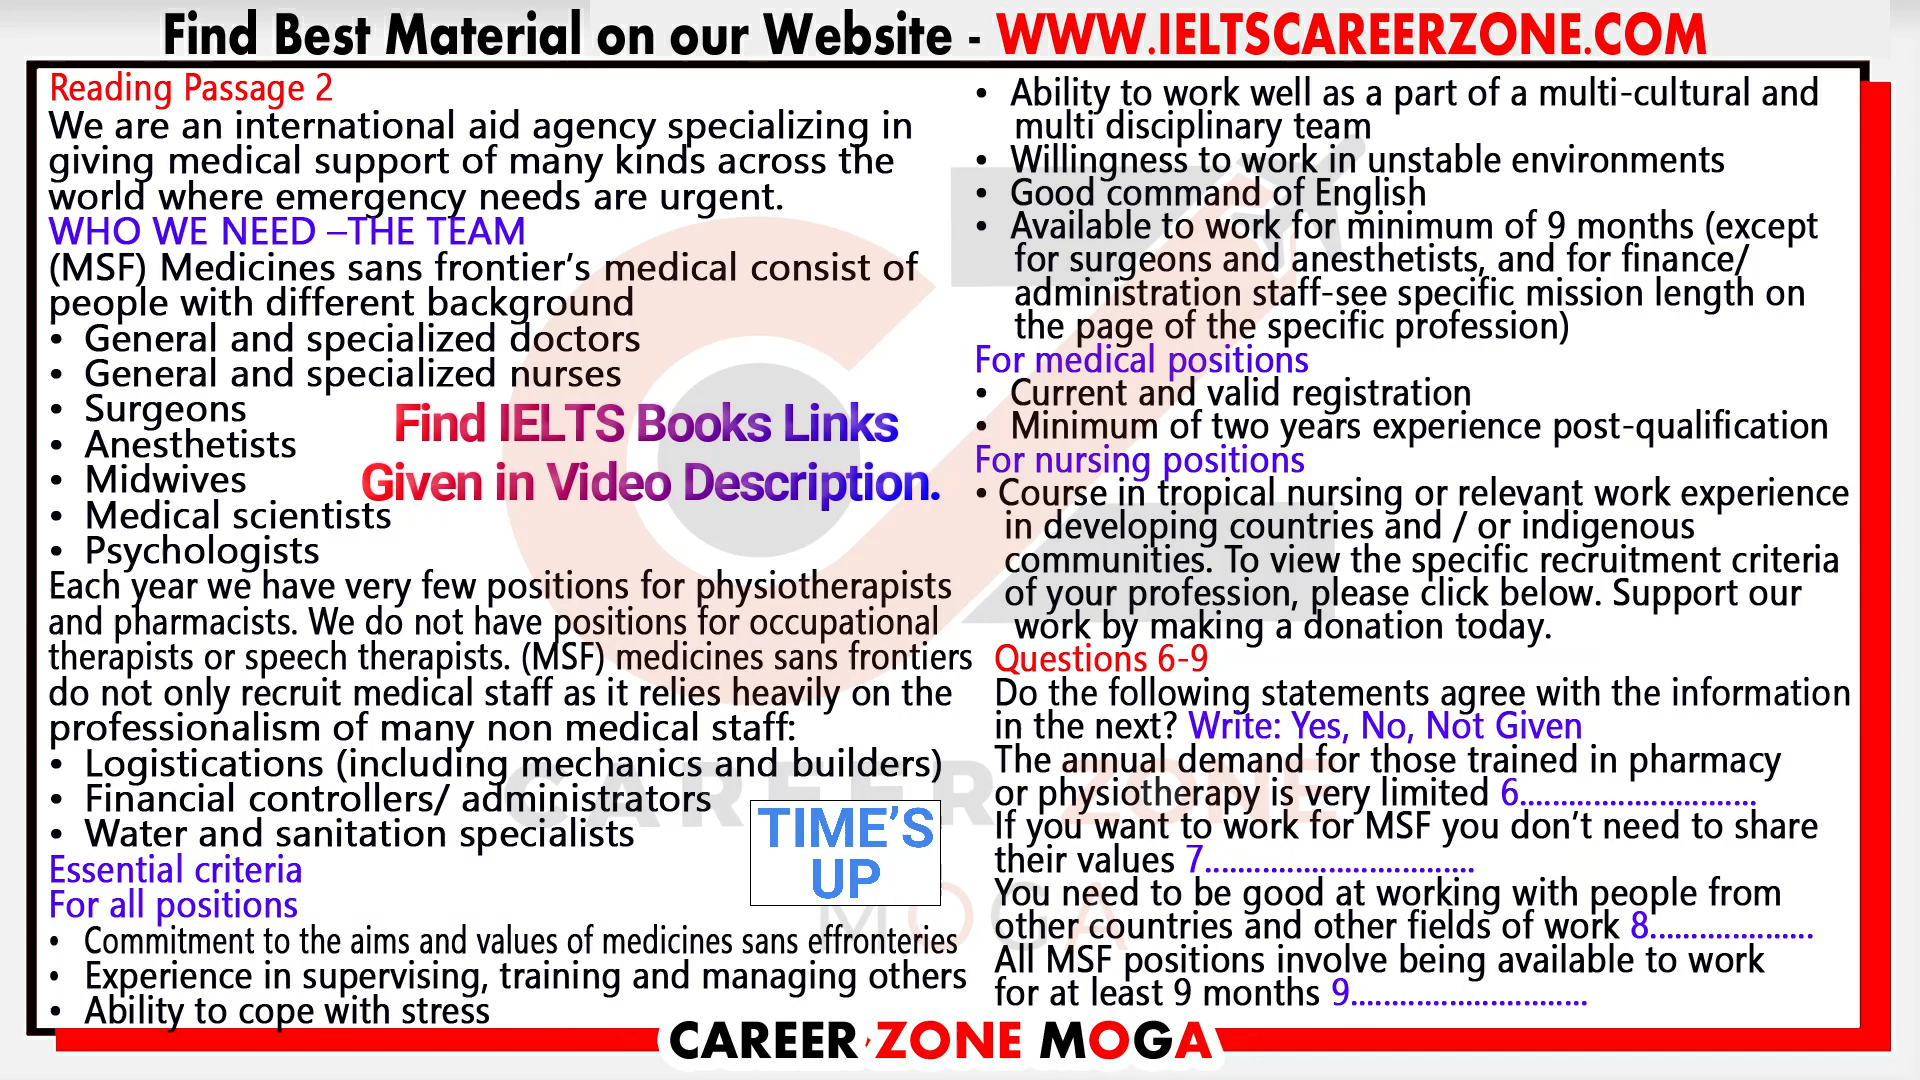 Find Best Material on our Website - WWW.IELTSCAREERZONE.COM
Reading Passage 2
We are an international aid agency specializing in
giving medical support of many kinds across the
world where emergency needs are urgent.
WHO WE NEED –THE TEAM
(MSF) Medicines sans frontier's medical consist of
people with different background
• General and specialized doctors
• General and specialized nurses
• Surgeons
• Anesthetists
• Midwives
• Medical scientists
• Psychologists
Find IELTS Books Links
Given in Video Description.
Each year we have very few positions for physiotherapists
and pharmacists. We do not have positions for occupational
therapists or speech therapists. (MSF) medicines sans frontiers
do not only recruit medical staff as it relies heavily on the
professionalism of many non medical staff:
• Logistications (including mechanics and builders)
• Financial controllers/ administrators
• Water and sanitation specialists
TIME'S
UP
Essential criteria
For all positions
• Commitment to the aims and values of medicines sans effronteries
• Experience in supervising, training and managing others
• Ability to cope with stress
• Ability to work well as a part of a multi-cultural and
multi disciplinary team
• Willingness to work in unstable environments
• Good command of English
• Available to work for minimum of 9 months (except
for surgeons and anesthetists, and for finance/
administration staff-see specific mission length on
the page of the specific profession)
For medical positions
• Current and valid registration
• Minimum of two years experience post-qualification
For nursing positions
• Course in tropical nursing or relevant work experience
in developing countries and / or indigenous
communities. To view the specific recruitment criteria
of your profession, please click below. Support our
work by making a donation today.
Questions 6-9
Do the following statements agree with the information
in the next? Write: Yes, No, Not Given
The annual demand for those trained in pharmacy
or physiotherapy is very limited 6.............................
If you want to work for MSF you don't need to share
their values 7.................................
You need to be good at working with people from
other countries and other fields of work 8....................
All MSF positions involve being available to work
for at least 9 months 9.............................
CAREER ZONE
MOGA
CAREER ZONE MOGA